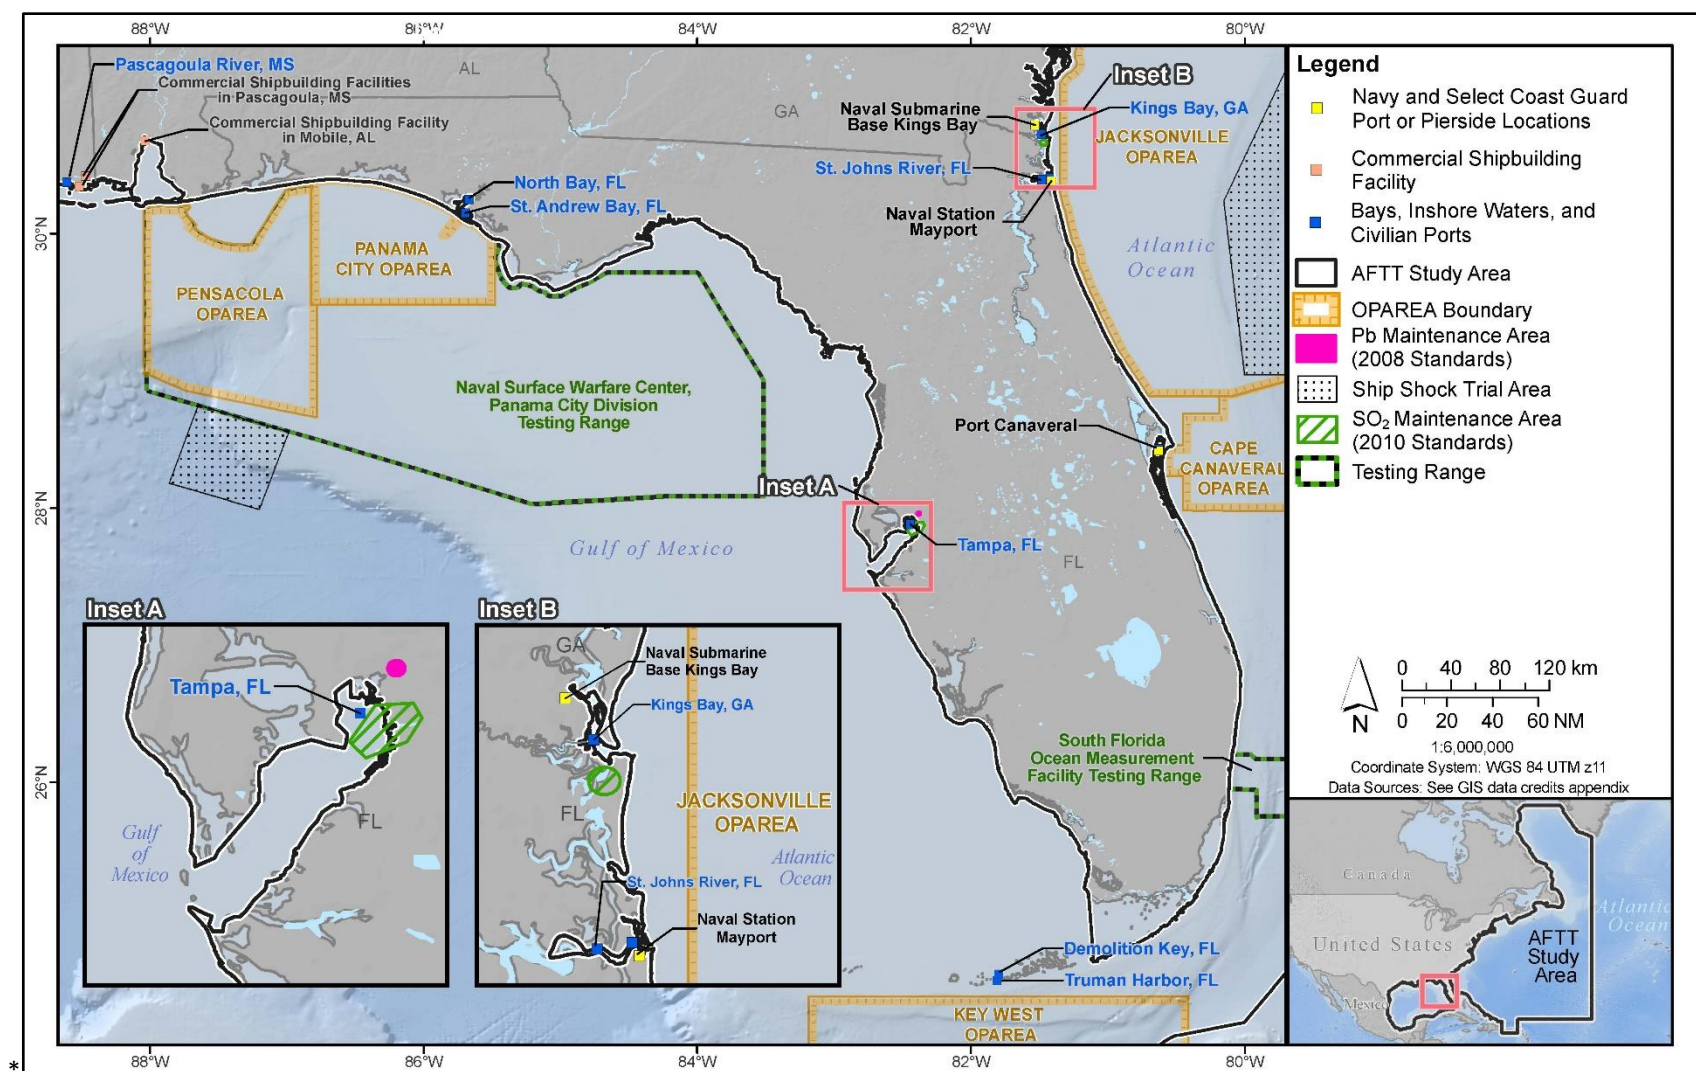 88°W
86°W
84°W
82°W
80°W
Pascagoula River, MS
Commercial Shipbuilding Facilities
in Pascagoula, MS
Commercial Shipbuilding Facility
in Mobile, AL
AL
GA
Inset B
Naval Submarine
Base Kings Bay
Kings Bay, GA
JACKSONVILLE
OPAREA
St. Johns River, FL
Naval Station
Mayport
North Bay, FL
St. Andrew Bay, FL
30°N
Atlantic
Ocean
PANAMA
CITY OPAREA
PENSACOLA
OPAREA
Naval Surface Warfare Center,
Panama City Division
Testing Range
Port Canaveral
CAPE
CANAVERAL
OPAREA
Inset A
28°N
Gulf of Mexico
Tampa, FL
FL
South Florida
Ocean Measurement
Facility Testing Range
26°N
Demolition Key, FL
Truman Harbor, FL
KEY WEST
OPAREA
Inset A
Tampa, FL
FL
Gulf
of
Mexico
Inset B
GA
Naval Submarine
Base Kings Bay
Kings Bay, GA
JACKSONVILLE
OPAREA
FL
Atlantic
Ocean
St. Johns River, FL
Naval Station
Mayport
88°W
86°W
84°W
82°W
80°W
Legend
Navy and Select Coast Guard
Port or Pierside Locations
Commercial Shipbuilding
Facility
Bays, Inshore Waters, and
Civilian Ports
AFTT Study Area
OPAREA Boundary
Pb Maintenance Area
(2008 Standards)
Ship Shock Trial Area
SO₂ Maintenance Area
(2010 Standards)
Testing Range
N
0 40 80 120 km
0 20 40 60 NM
1:6,000,000
Coordinate System: WGS 84 UTM z11
Data Sources: See GIS data credits appendix
Canada
United States
Mexico
Atlantic
Ocean
AFTT
Study
Area
*